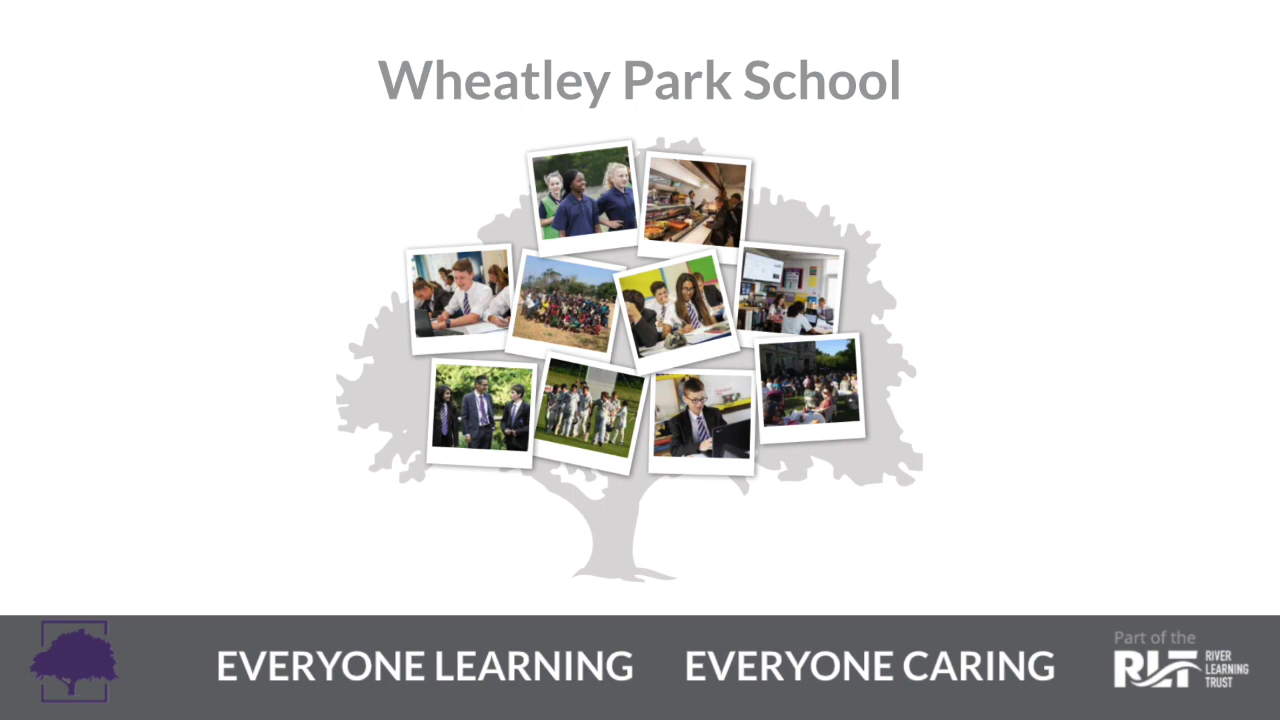 Wheatley Park School
EVERYONE LEARNING EVERYONE CARING
Part of the
RLT
RIVER
LEARNING
TRUST